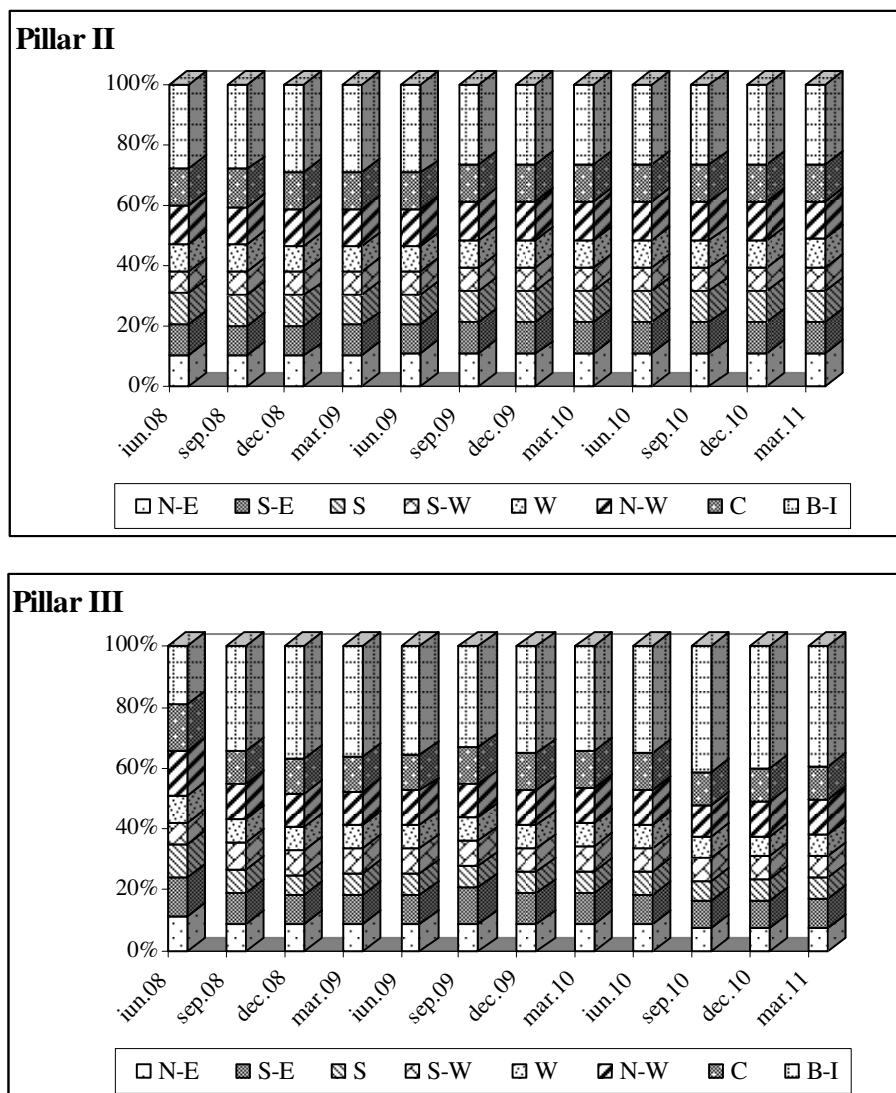 Pillar II
100%
80%
60%
40%
20%
0%
iun.08 sep.08 dec.08 mar.09 iun.09 sep.09 dec.09 mar.10 iun.10 sep.10 dec.10 mar.11
N-E S-E S S-W W N-W C B-I
Pillar III
100%
80%
60%
40%
20%
0%
iun.08 sep.08 dec.08 mar.09 iun.09 sep.09 dec.09 mar.10 iun.10 sep.10 dec.10 mar.11
N-E S-E S S-W W N-W C B-I